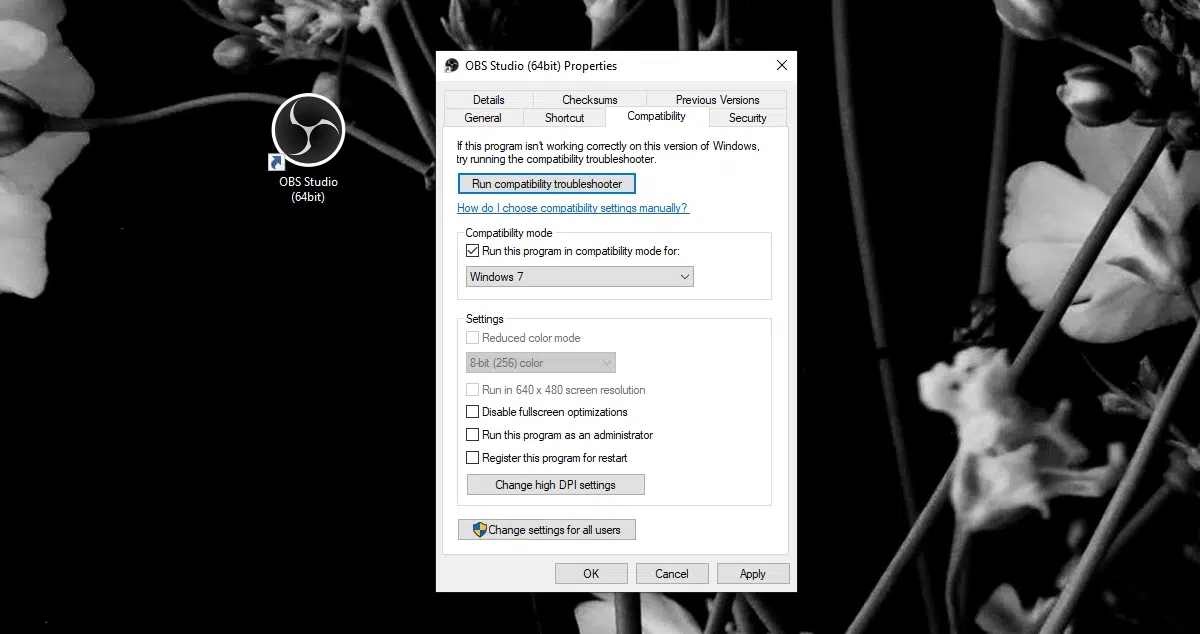 OBS Studio
(64bit)
OBS Studio (64bit) Properties
Details
Checksums
Previous Versions
General
Shortcut
Compatibility
Security
If this program isn't working correctly on this version of Windows,
try running the compatibility troubleshooter.
Run compatibility troubleshooter
How do I choose compatibility settings manually?
Compatibility mode
Run this program in compatibility mode for:
Windows 7
Settings
Reduced color mode
8-bit (256) color
Run in 640 x 480 screen resolution
Disable fullscreen optimizations
Run this program as an administrator
Register this program for restart
Change high DPI settings
Change settings for all users
OK
Cancel
Apply